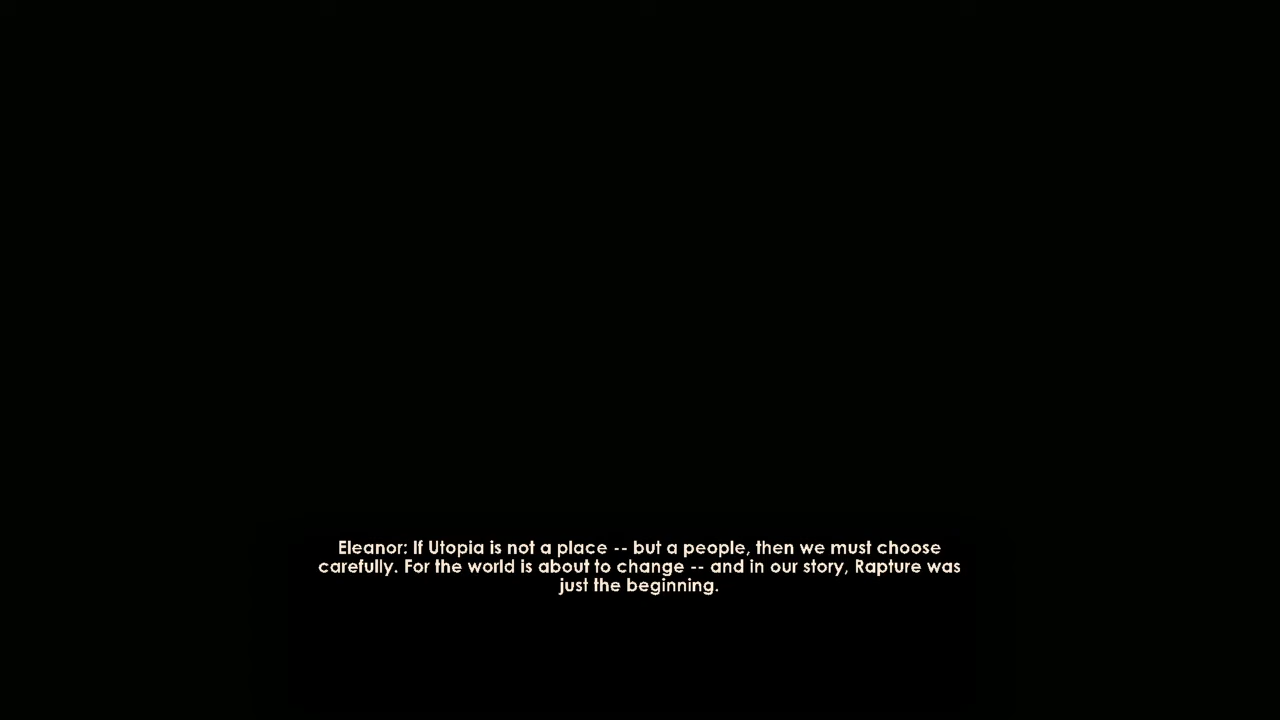 Eleanor: If Utopia is not a place -- but a people, then we must choose
carefully. For the world is about to change -- and in our story, Rapture was
just the beginning.